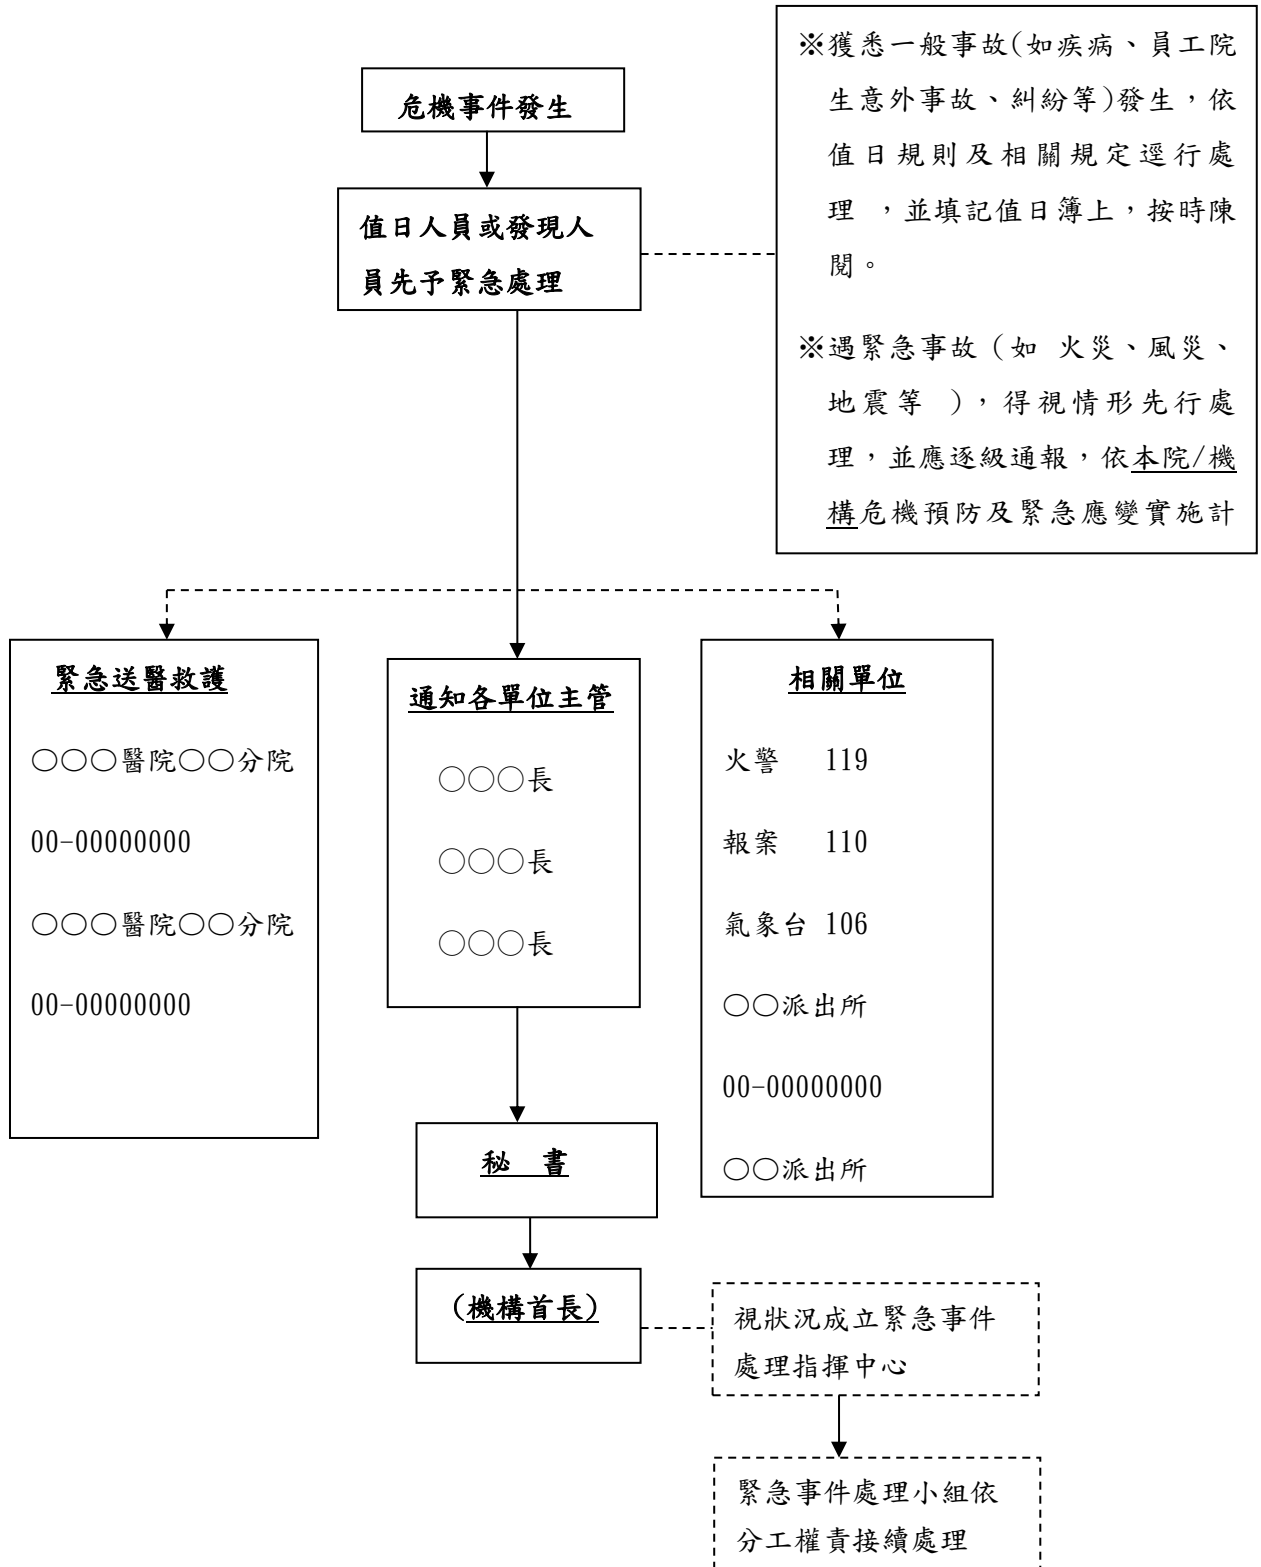 危機事件發生
值日人員或發現人
員先予緊急處理
※獲悉一般事故(如疾病、員工院
生意外事故、糾紛等)發生，依
值日規則及相關規定逕行處
理 ，並填記值日簿上，按時陳
閱。
※遇緊急事故（如 火災、風災、
地震等 ），得視情形先行處
理，並應逐級通報，依本院/機
構危機預防及緊急應變實施計
緊急送醫救護
○○○醫院○○分院
00-00000000
○○○醫院○○分院
00-00000000
通知各單位主管
○○○長
○○○長
○○○長
相關單位
火警 119
報案 110
氣象台 106
○○派出所
00-00000000
○○派出所
秘 書
（機構首長）
視狀況成立緊急事件
處理指揮中心
緊急事件處理小組依
分工權責接續處理